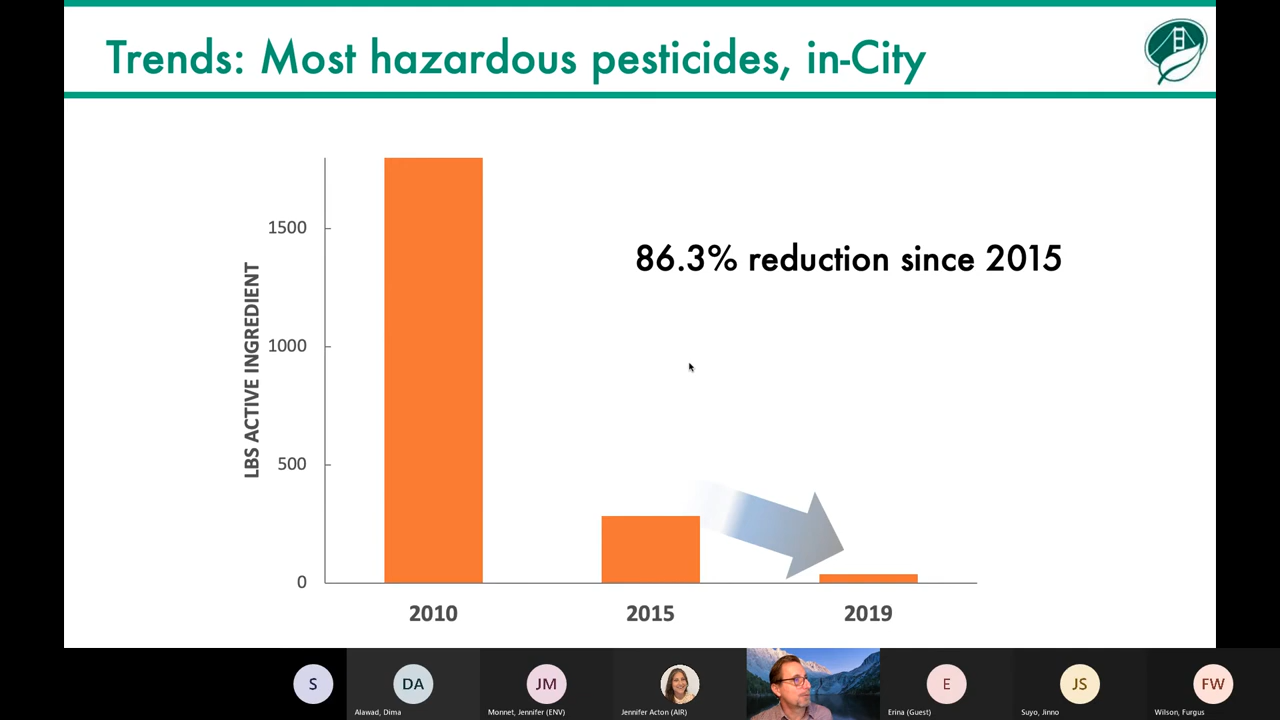 Trends: Most hazardous pesticides, in-City
LBS ACTIVE INGREDIENT
1500
1000
500
0
86.3% reduction since 2015
2010
2015
2019
S
DA
Alawad, Dima
JM
Monnet, Jennifer (ENV)
Jennifer Acton (AIR)
E
Erina (Guest)
JS
Suyo, Jinno
FW
Wilson, Furgus